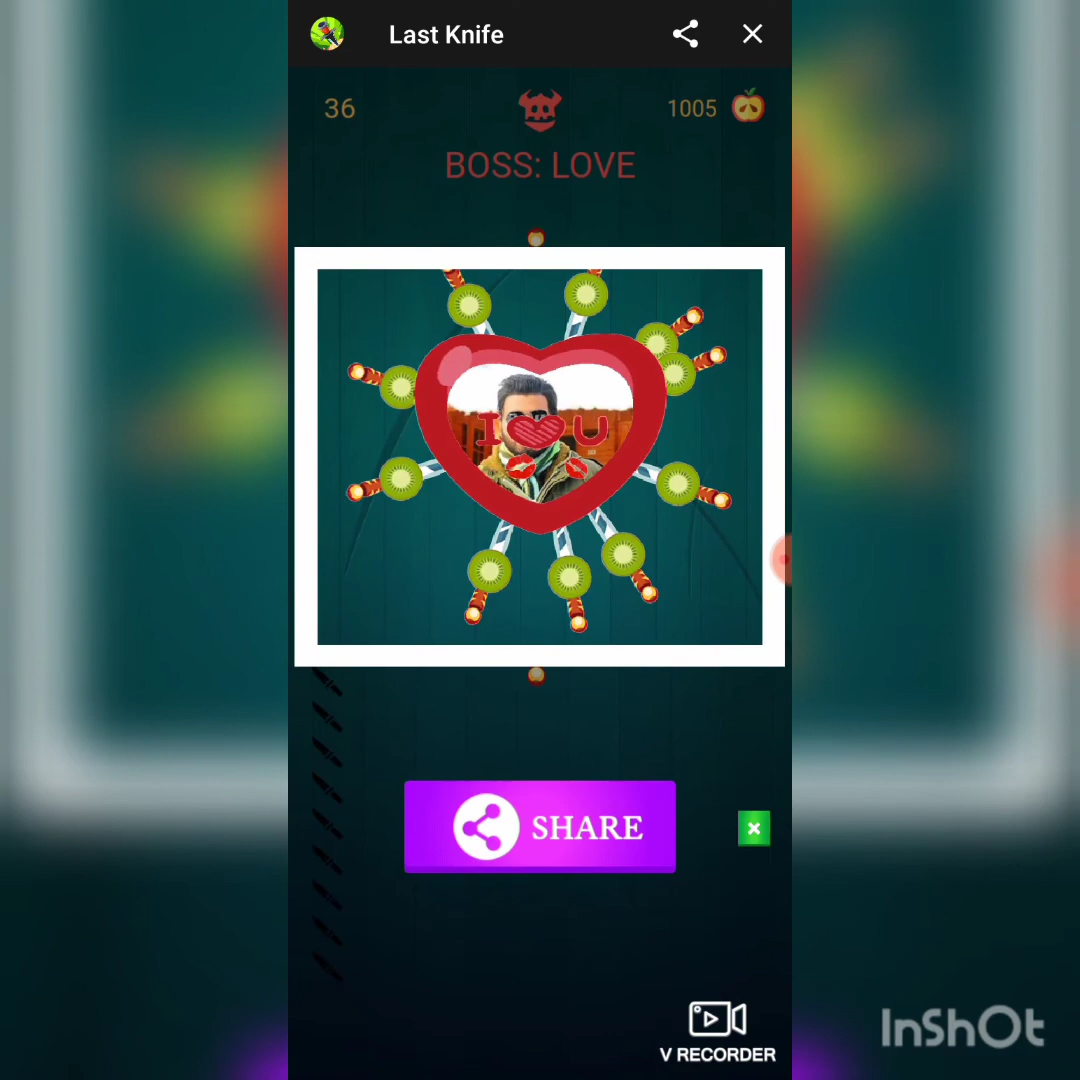 Last Knife
36
1005
BOSS: LOVE
I U
SHARE
V RECORDER
InShOt